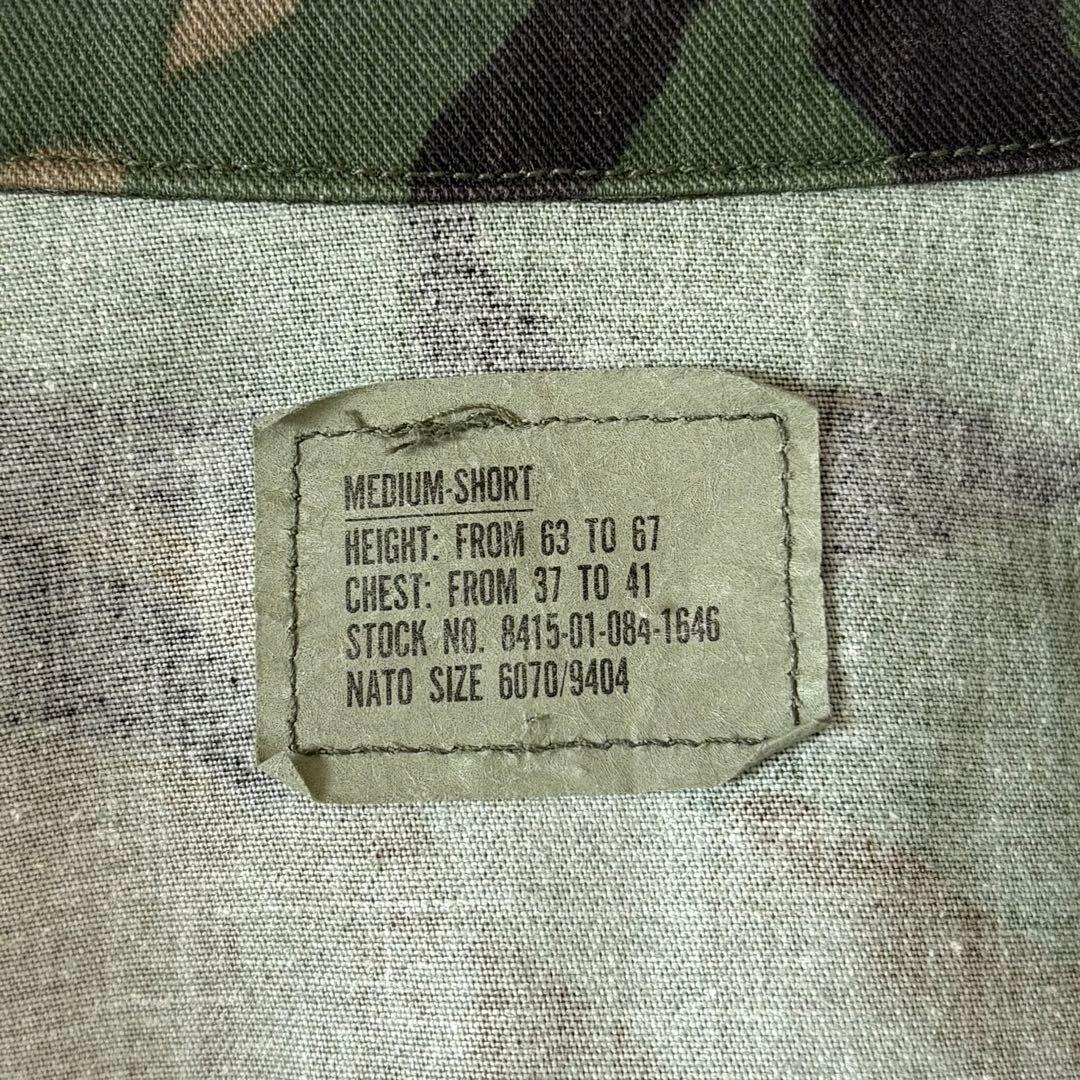 MEDIUM-SHORT
HEIGHT: FROM 63 TO 67
CHEST: FROM 37 TO 41
STOCK NO. 8415-01-084-1646
NATO SIZE 6070/9404